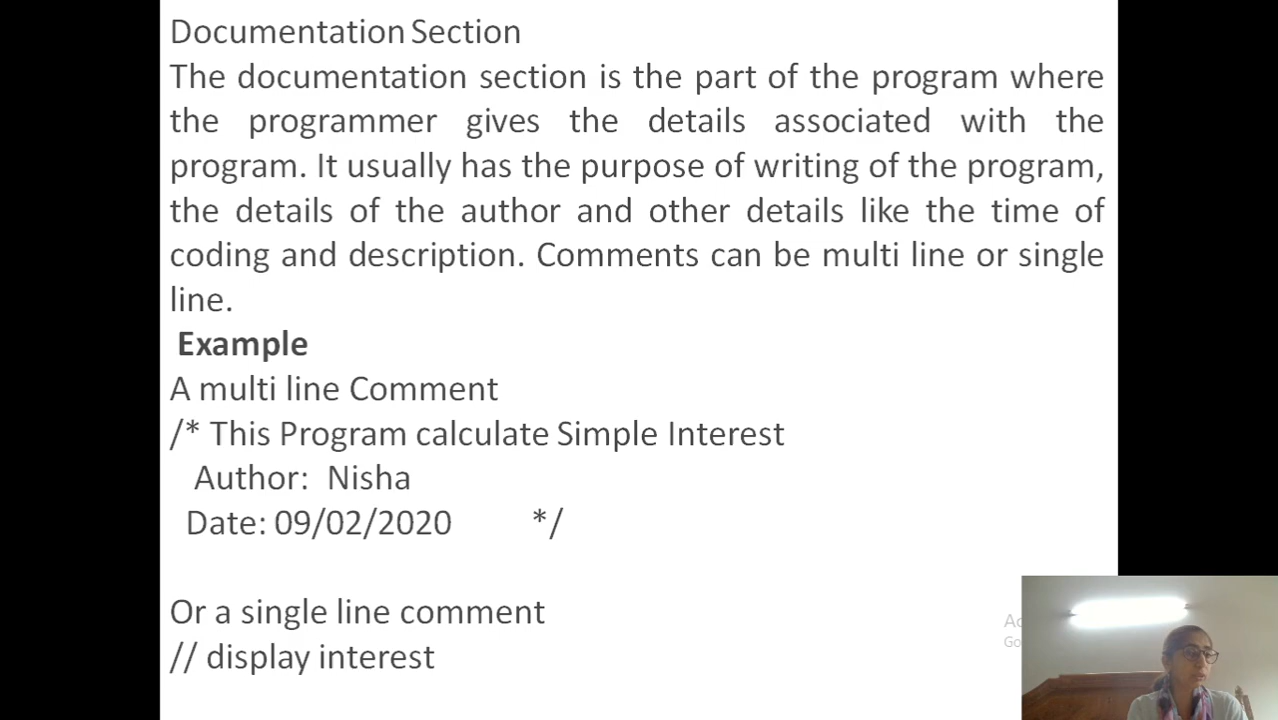 Documentation Section
The documentation section is the part of the program where
the programmer gives the details associated with the
program. It usually has the purpose of writing of the program,
the details of the author and other details like the time of
coding and description. Comments can be multi line or single
line.
Example
A multi line Comment
/* This Program calculate Simple Interest
Author: Nisha
Date: 09/02/2020 */
Or a single line comment
// display interest